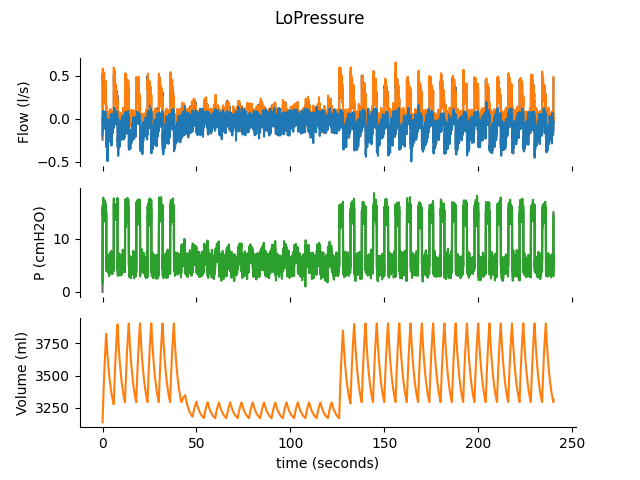 LoPressure
Flow (l/s)
0.5
0.0
−0.5
P (cmH2O)
10
0
Volume (ml)
3750
3500
3250
0 50 100 150 200 250
time (seconds)